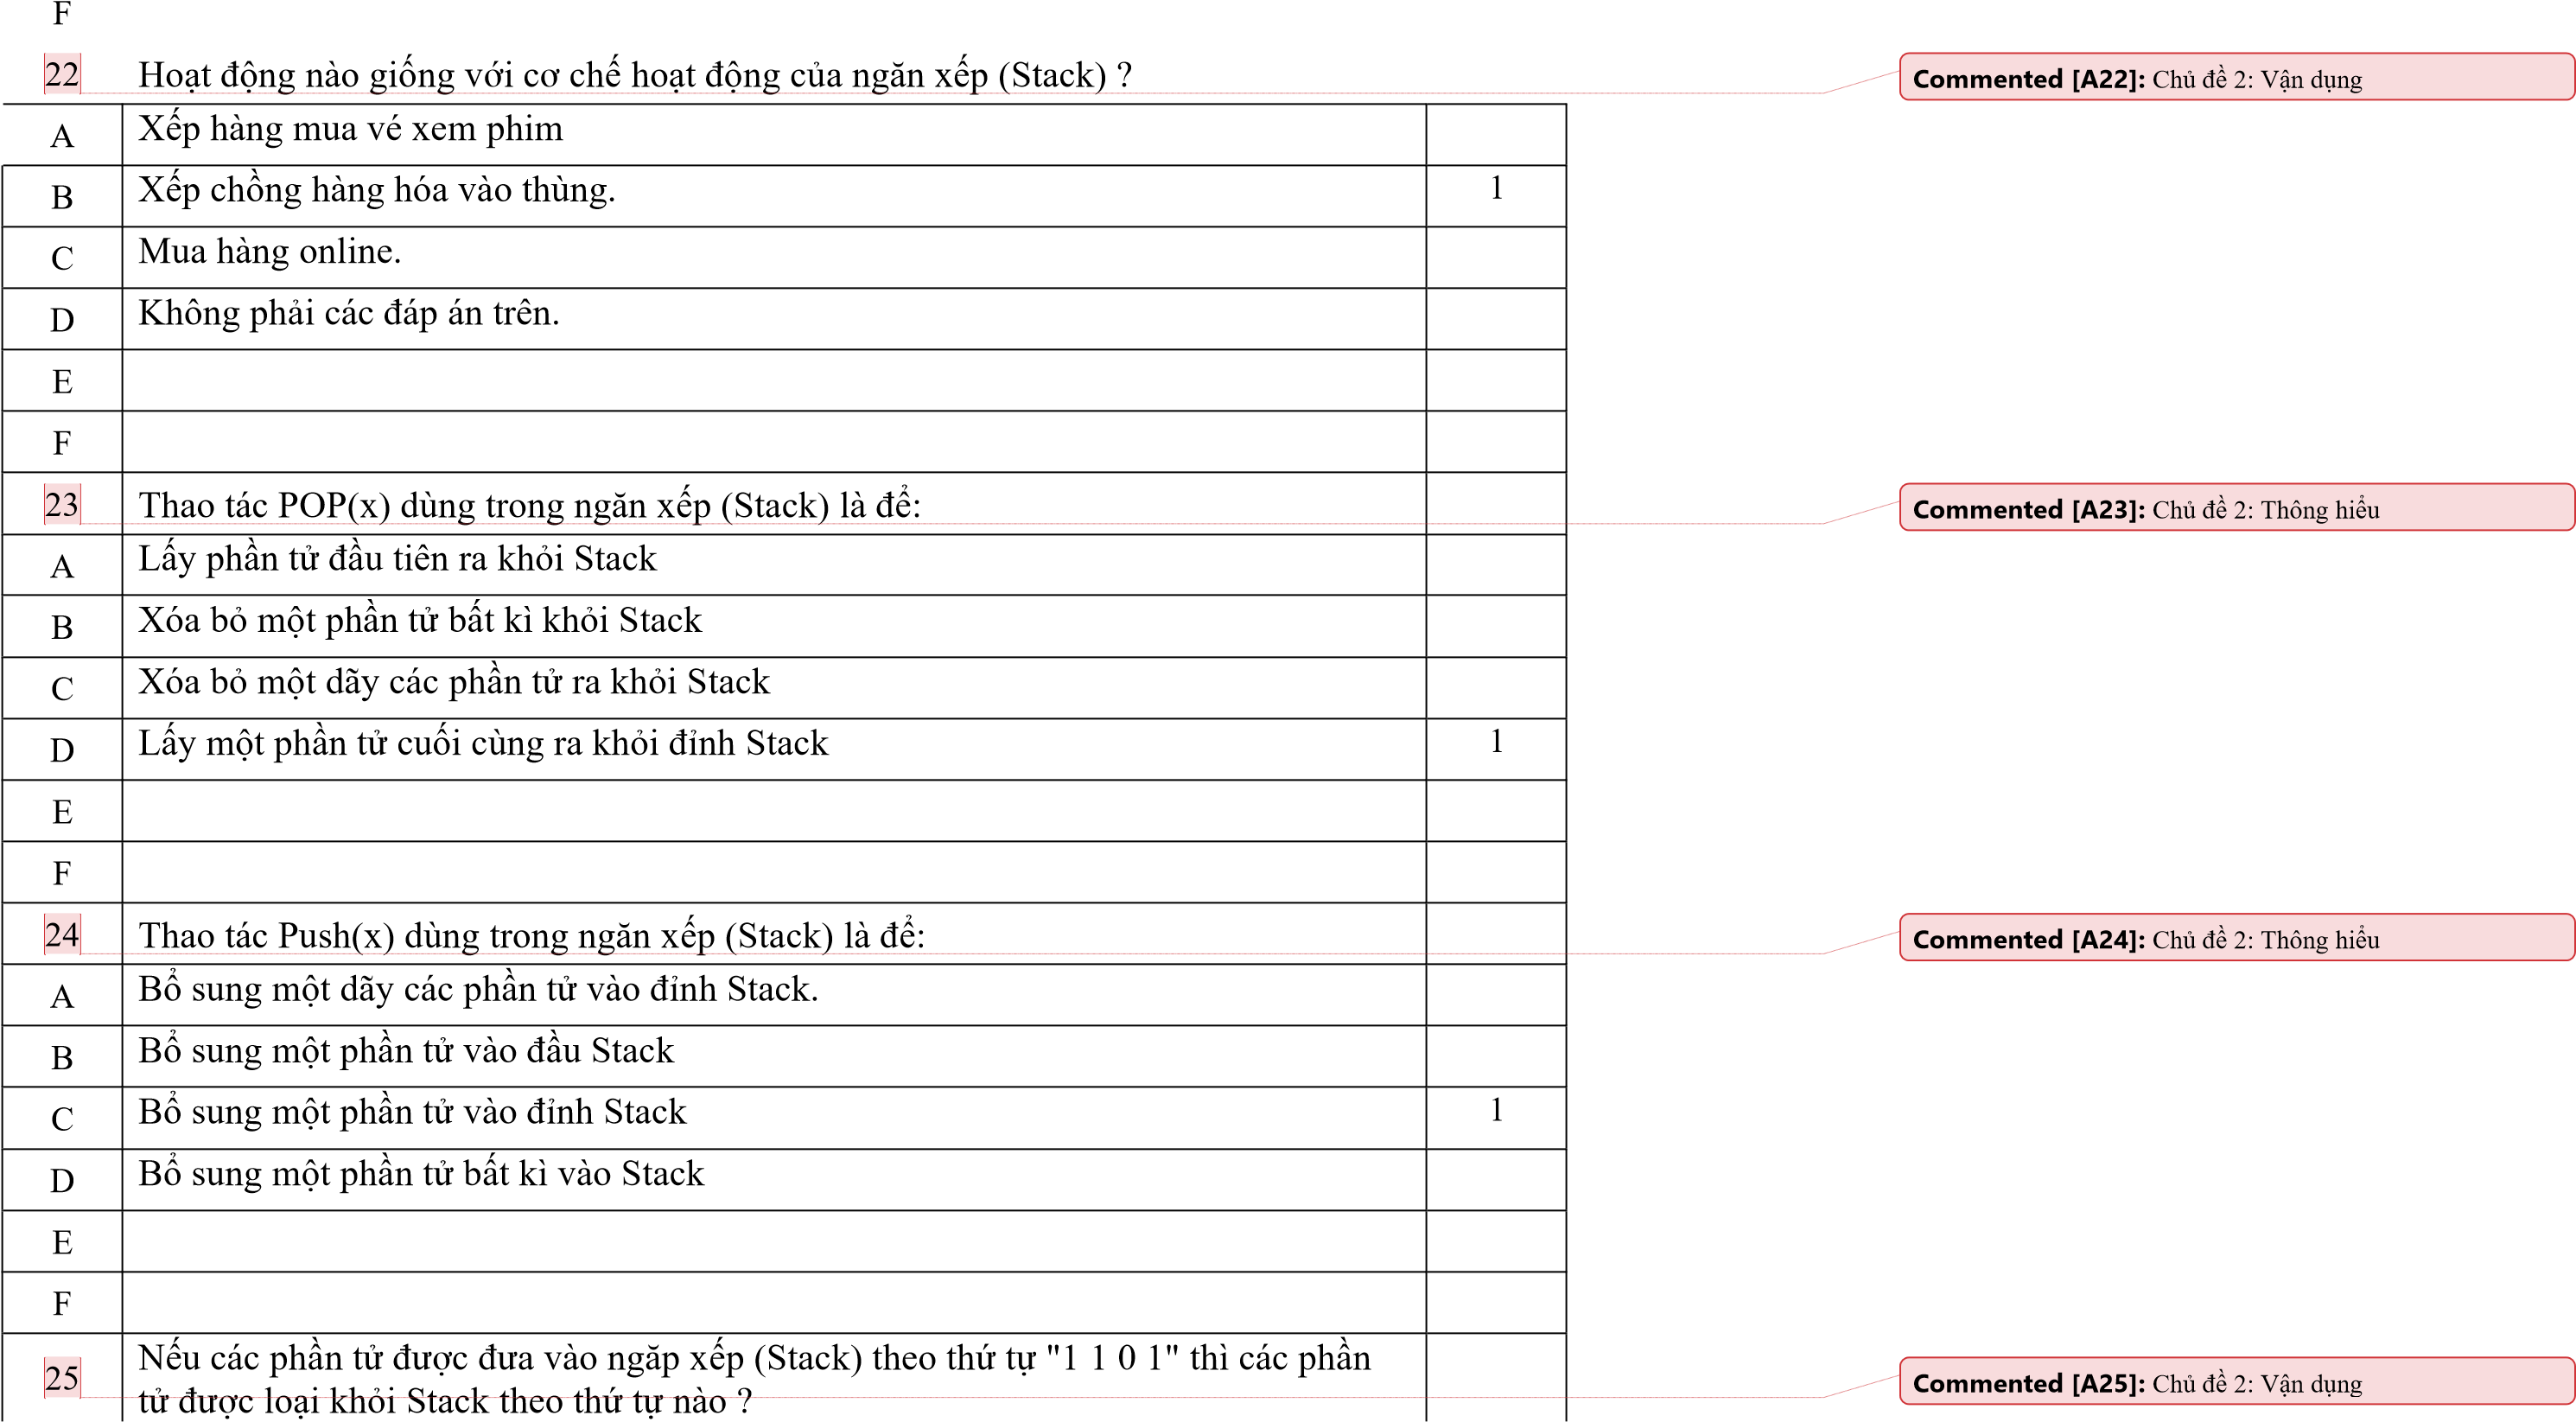 F
22 Hoạt động nào giống với cơ chế hoạt động của ngăn xếp (Stack) ?
Commented [A22]: Chủ đề 2: Vận dụng
A Xếp hàng mua vé xem phim
B Xếp chồng hàng hóa vào thùng. 1
C Mua hàng online.
D Không phải các đáp án trên.
E
F
23 Thao tác POP(x) dùng trong ngăn xếp (Stack) là để:
Commented [A23]: Chủ đề 2: Thông hiểu
A Lấy phần tử đầu tiên ra khỏi Stack
B Xóa bỏ một phần tử bất kì khỏi Stack
C Xóa bỏ một dãy các phần tử ra khỏi Stack
D Lấy một phần tử cuối cùng ra khỏi đỉnh Stack 1
E
F
24 Thao tác Push(x) dùng trong ngăn xếp (Stack) là để:
Commented [A24]: Chủ đề 2: Thông hiểu
A Bổ sung một dãy các phần tử vào đỉnh Stack.
B Bổ sung một phần tử vào đầu Stack
C Bổ sung một phần tử vào đỉnh Stack 1
D Bổ sung một phần tử bất kì vào Stack
E
F
25 Nếu các phần tử được đưa vào ngăp xếp (Stack) theo thứ tự "1 1 0 1" thì các phần
tử được loại khỏi Stack theo thứ tự nào ?
Commented [A25]: Chủ đề 2: Vận dụng